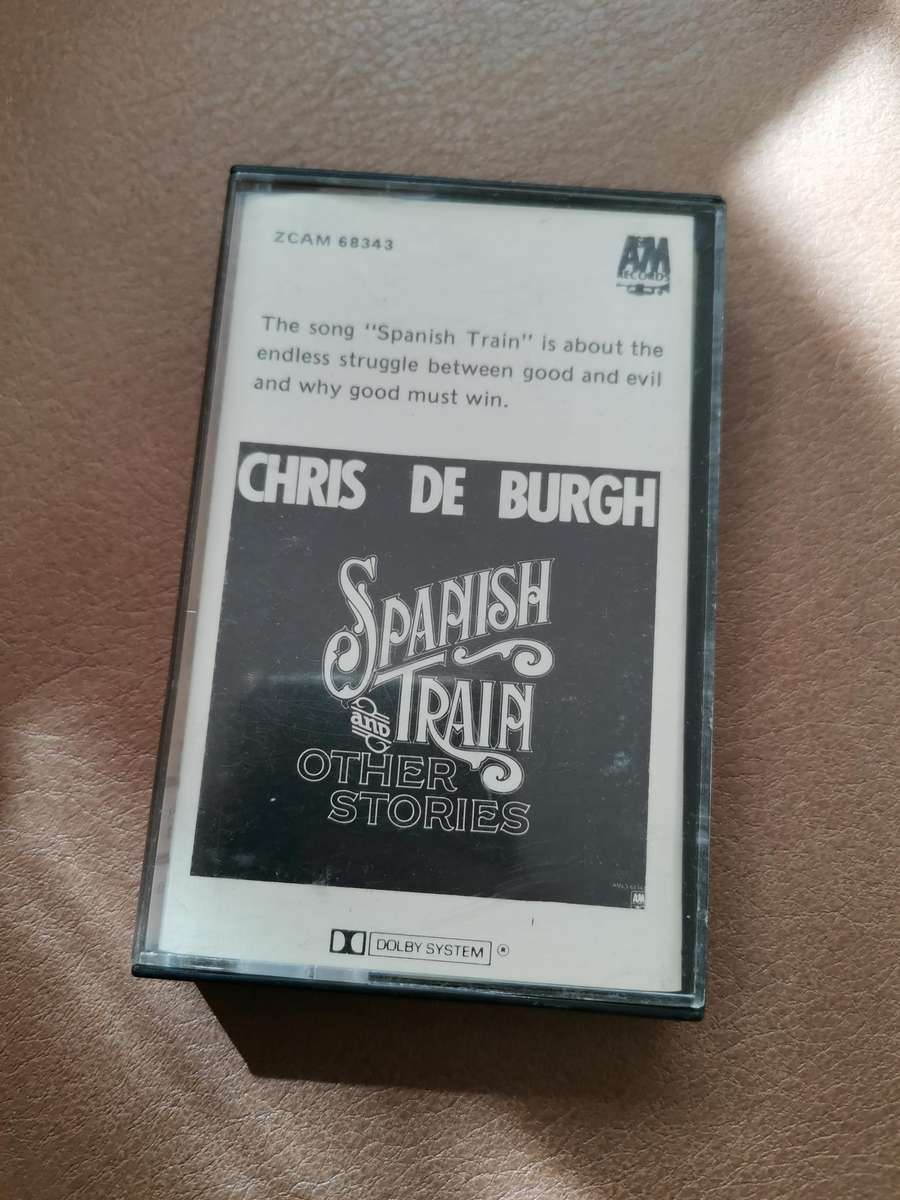 ZCAM 68343
A&M
RECORDS
The song "Spanish Train" is about the
endless struggle between good and evil
and why good must win.
CHRIS DE BURGH
SPANISH
and TRAIN
OTHER
STORIES
A&M
DOLBY SYSTEM ®